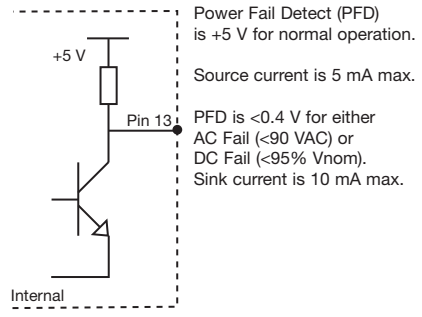 Power Fail Detect (PFD)
is +5 V for normal operation.
+5 V
Source current is 5 mA max.
Pin 13
PFD is <0.4 V for either
AC Fail (<90 VAC) or
DC Fail (<95% Vnom).
Sink current is 10 mA max.
Internal